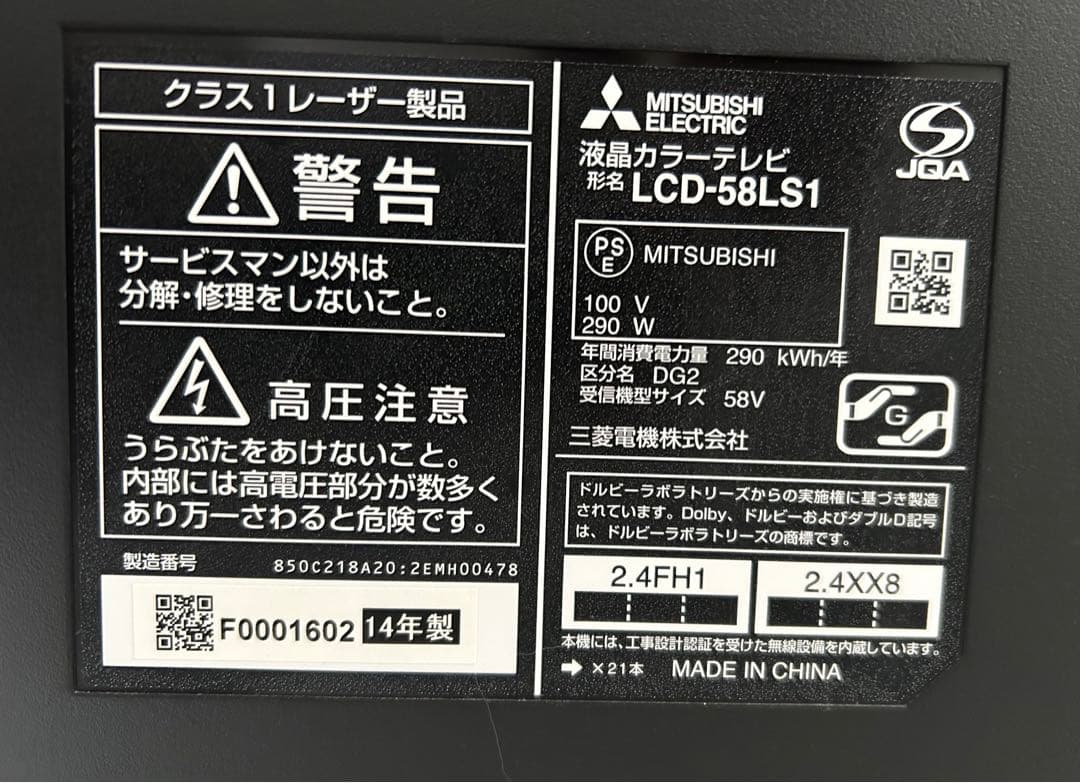 クラス1レーザー製品
警告
サービスマン以外は
分解・修理をしないこと。
高圧注意
うらぶたをあけないこと。
内部には高電圧部分が数多く
あり万一さわると危険です。
製造番号 850C218A20:2EMH00478
F0001602 14年製
MITSUBISHI
ELECTRIC
JQA
液晶カラーテレビ
形名 LCD-58LS1
PS
E
MITSUBISHI
100 V
290 W
年間消費電力量 290 kWh/年
区分名 DG2
受信機型サイズ 58V
G
三菱電機株式会社
ドルビーラボラトリーズからの実施権に基づき製造
されています。Dolby、ドルビーおよびダブルD記号
は、ドルビーラボラトリーズの商標です。
2.4FH1 2.4XX8
本機には、工事設計認証を受けた無線設備を内蔵しています。
➡ ×21本 MADE IN CHINA